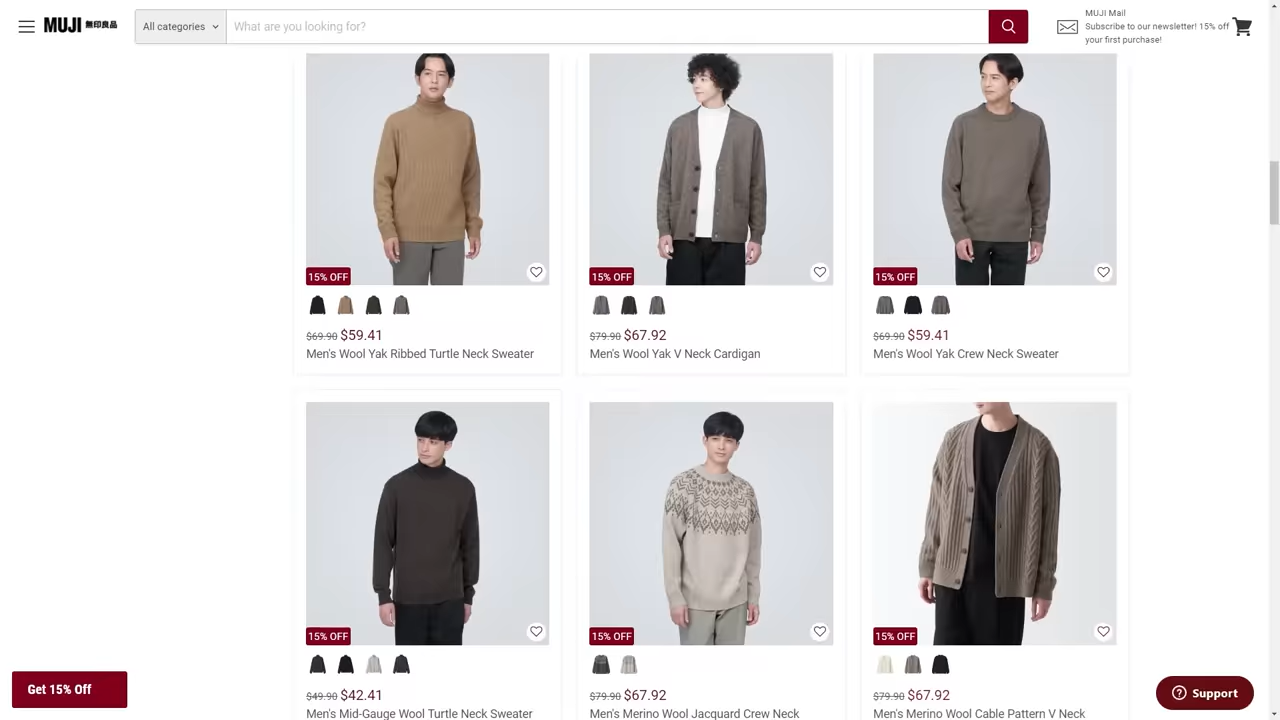 MUJI 無印良品
All categories
What are you looking for?
MUJI Mail
Subscribe to our newsletter! 15% off
your first purchase!
15% OFF
15% OFF
15% OFF
$69.90 $59.41
$79.90 $67.92
$69.90 $59.41
Men's Wool Yak Ribbed Turtle Neck Sweater
Men's Wool Yak V Neck Cardigan
Men's Wool Yak Crew Neck Sweater
15% OFF
15% OFF
15% OFF
$49.90 $42.41
$79.90 $67.92
$79.90 $67.92
Men's Mid-Gauge Wool Turtle Neck Sweater
Men's Merino Wool Jacquard Crew Neck
Men's Merino Wool Cable Pattern V Neck
Get 15% Off
Support